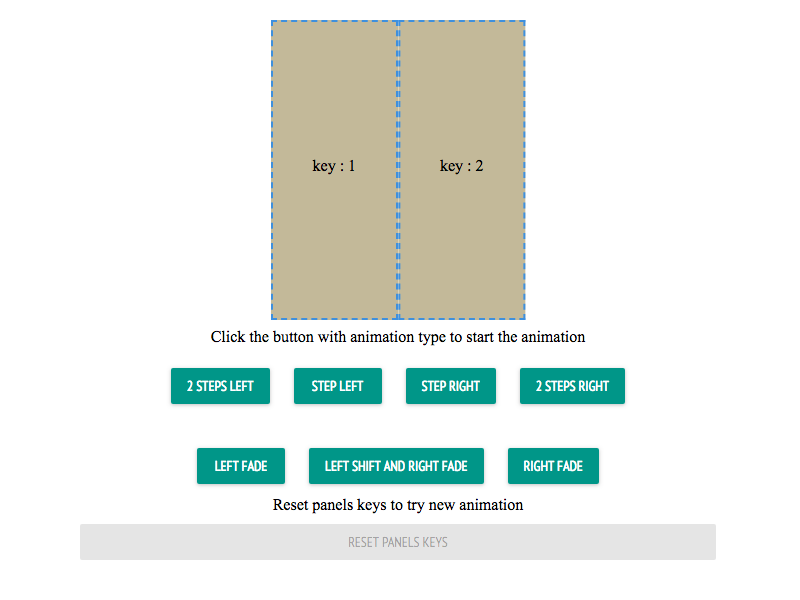 key : 1 key : 2
Click the button with animation type to start the animation
2 STEPS LEFT STEP LEFT STEP RIGHT 2 STEPS RIGHT
LEFT FADE LEFT SHIFT AND RIGHT FADE RIGHT FADE
Reset panels keys to try new animation
RESET PANELS KEYS